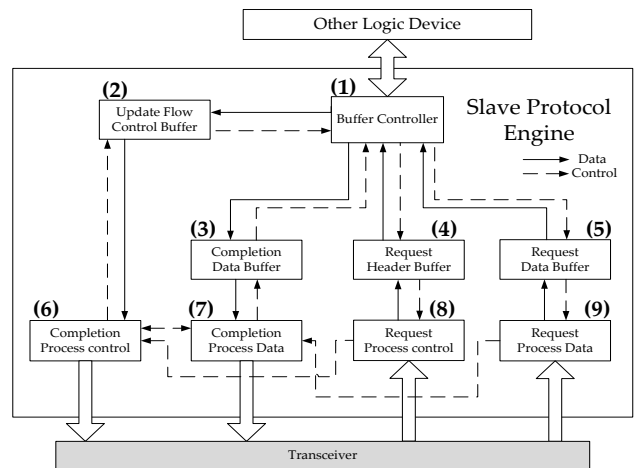 Other Logic Device
(1)
(2)
Update Flow
Control Buffer
Buffer Controller
Slave Protocol
Engine
Data
Control
(3)
Completion
Data Buffer
(4)
Request
Header Buffer
(5)
Request
Data Buffer
(6)
Completion
Process control
(7)
Completion
Process Data
(8)
Request
Process control
(9)
Request
Process Data
Transceiver